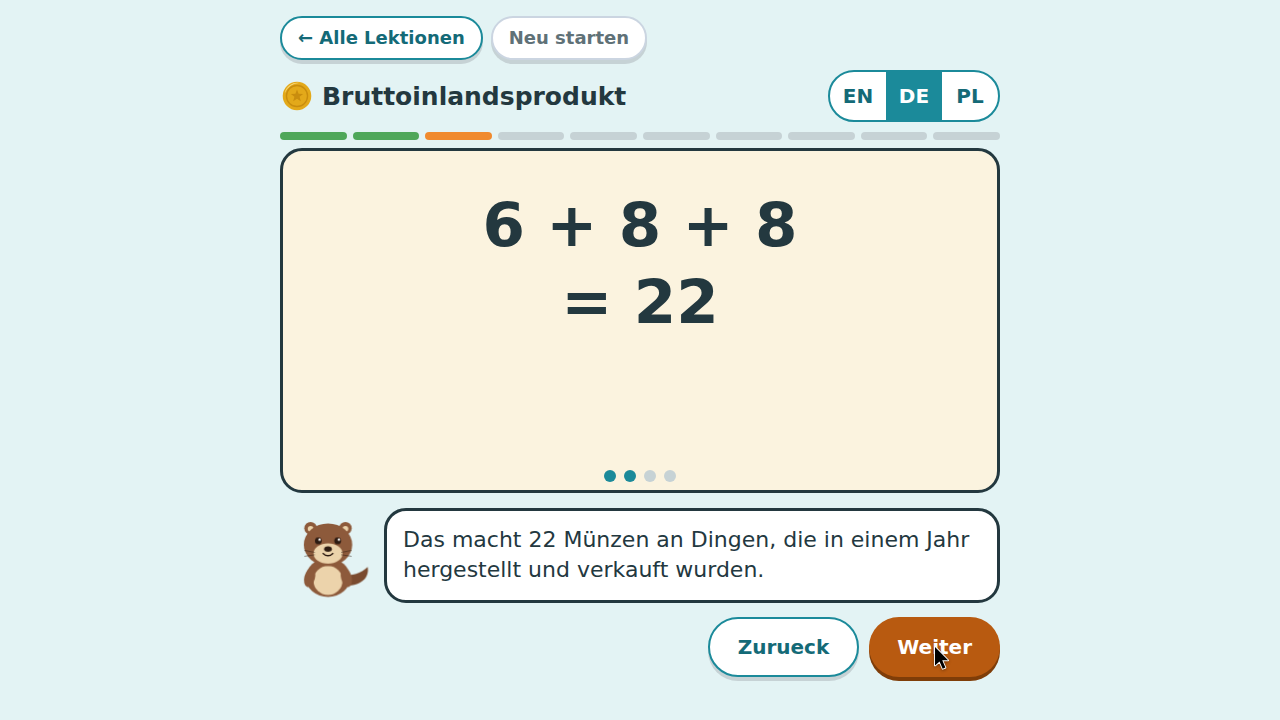 ← Alle Lektionen
Neu starten
Bruttoinlandsprodukt
EN
DE
PL
6 + 8 + 8
= 22
Das macht 22 Münzen an Dingen, die in einem Jahr
hergestellt und verkauft wurden.
Zurueck
Weiter